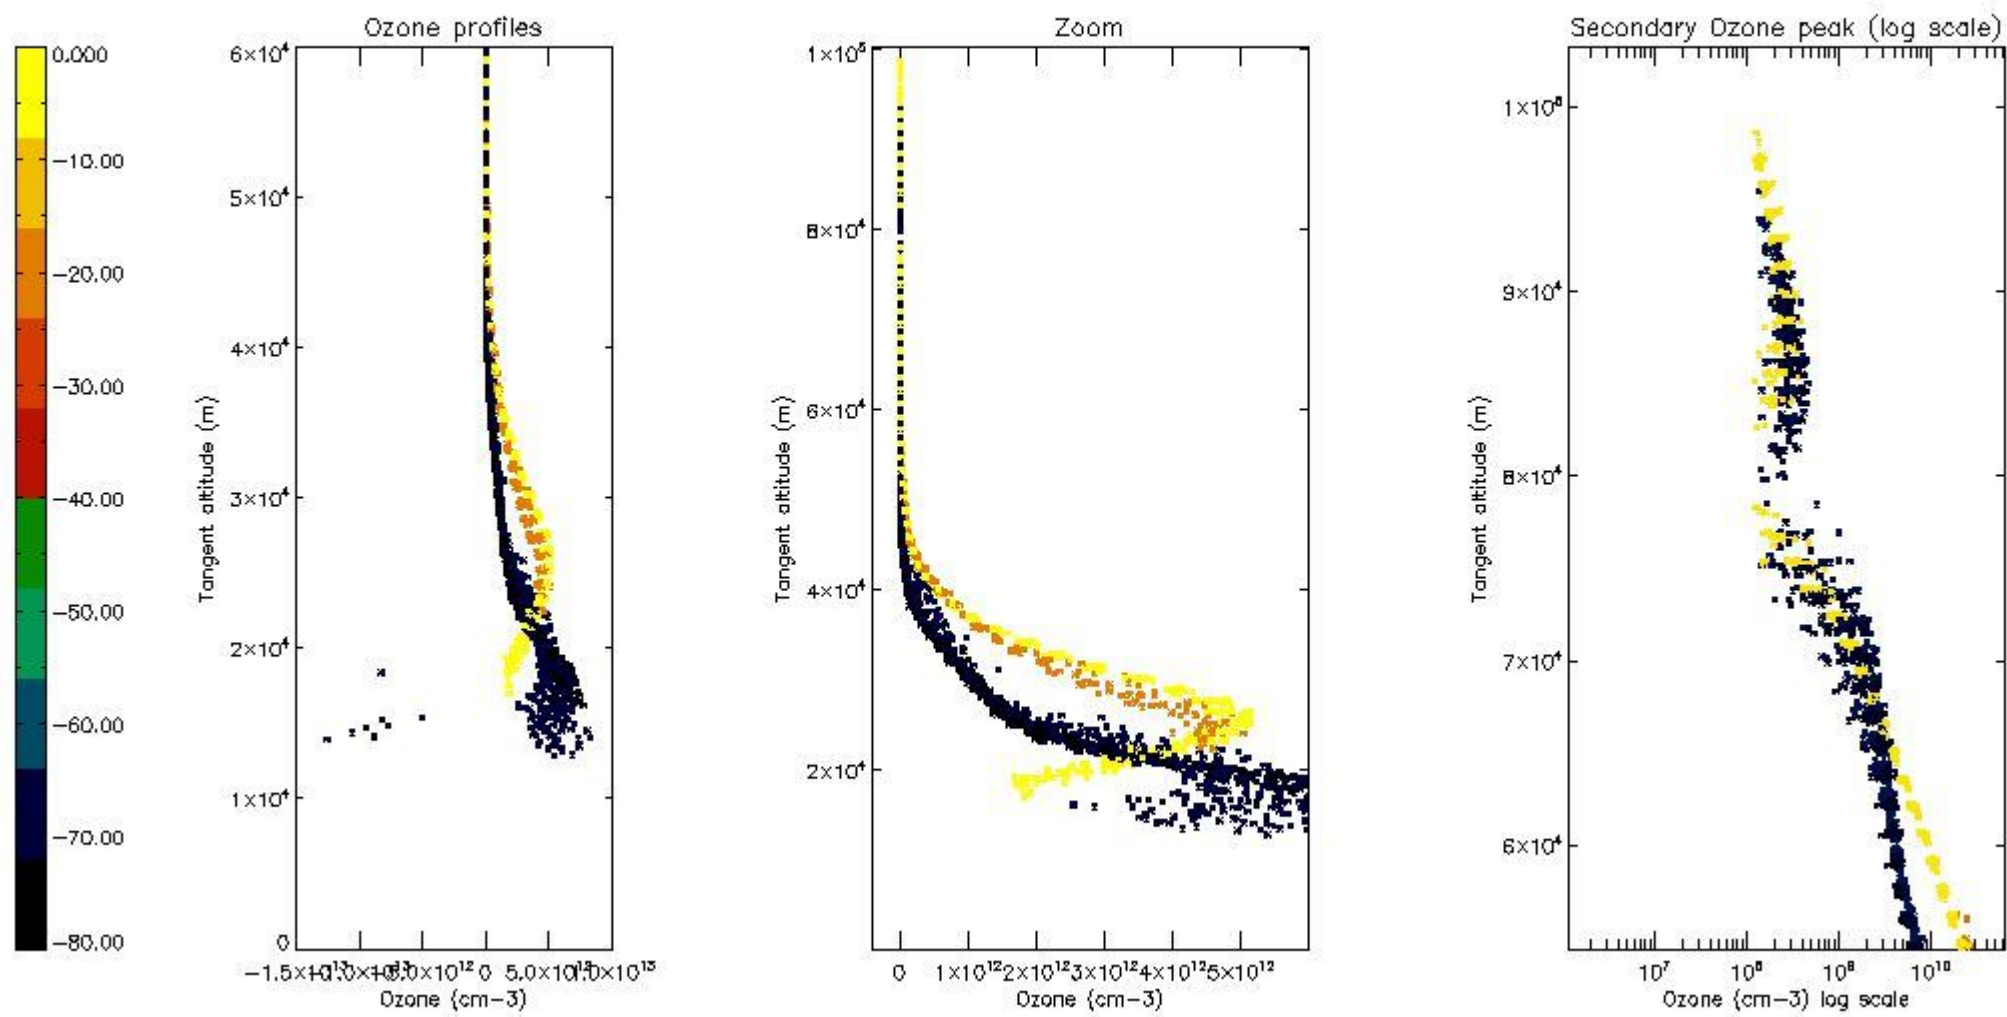 Ozone profiles
Zoom
Secondary Ozone peak (log scale)
0.000
−10.00
−20.00
−30.00
−40.00
−50.00
−60.00
−70.00
−80.00
6×10⁴
5×10⁴
4×10⁴
3×10⁴
2×10⁴
1×10⁴
0
Tangent altitude (m)
0
Ozone (cm−3)
1×10⁵
8×10⁴
6×10⁴
4×10⁴
2×10⁴
Tangent altitude (m)
0 1×10¹² 2×10¹² 3×10¹² 4×10¹² 5×10¹²
Ozone (cm−3)
9×10⁴
8×10⁴
7×10⁴
6×10⁴
Tangent altitude (m)
10⁷ 10⁸ 10⁹ 10¹⁰
Ozone (cm−3) log scale